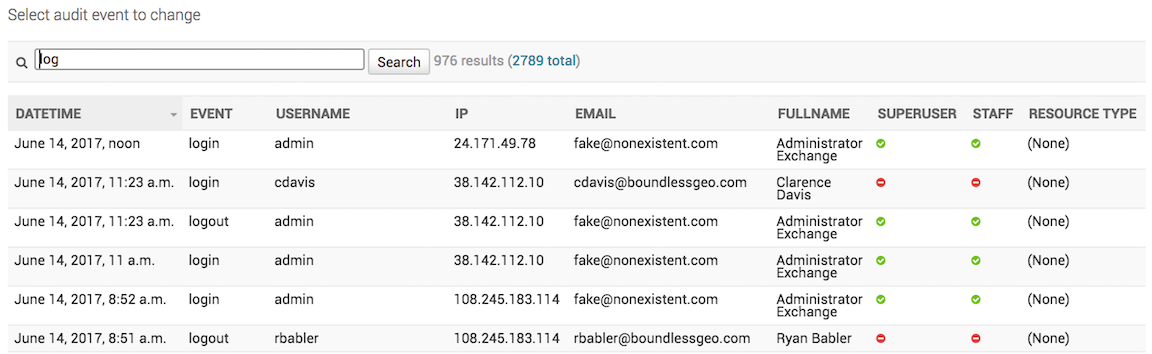 Select audit event to change
log Search 976 results (2789 total)
DATETIME EVENT USERNAME IP EMAIL FULLNAME SUPERUSER STAFF RESOURCE TYPE
June 14, 2017, noon login admin 24.171.49.78 fake@nonexistent.com Administrator (None)
Exchange
June 14, 2017, 11:23 a.m. login cdavis 38.142.112.10 cdavis@boundlessgeo.com Clarence (None)
Davis
June 14, 2017, 11:23 a.m. logout admin 38.142.112.10 fake@nonexistent.com Administrator (None)
Exchange
June 14, 2017, 11 a.m. login admin 38.142.112.10 fake@nonexistent.com Administrator (None)
Exchange
June 14, 2017, 8:52 a.m. login admin 108.245.183.114 fake@nonexistent.com Administrator (None)
Exchange
June 14, 2017, 8:51 a.m. logout rbabler 108.245.183.114 rbabler@boundlessgeo.com Ryan Babler (None)